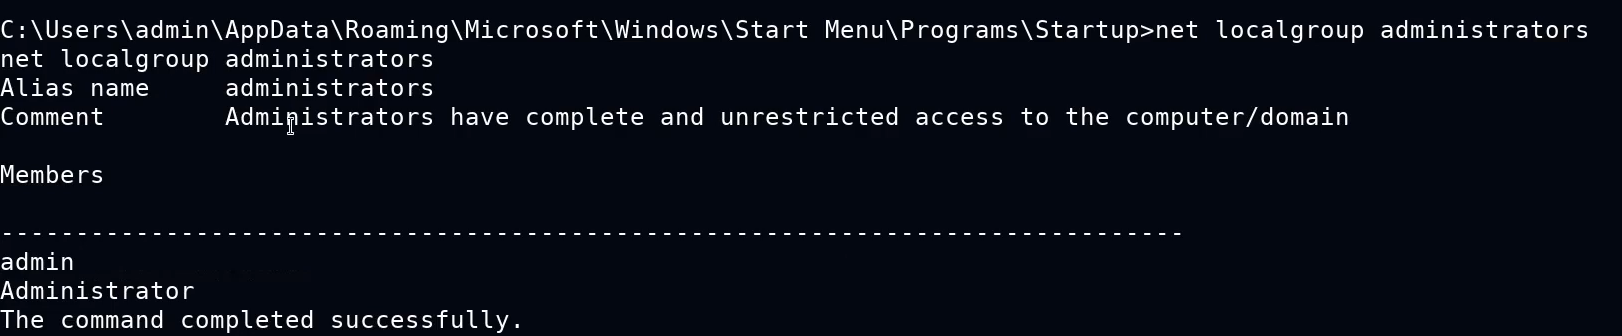 C:\Users\admin\AppData\Roaming\Microsoft\Windows\Start Menu\Programs\Startup>net localgroup administrators
net localgroup administrators
Alias name     administrators
Comment        Administrators have complete and unrestricted access to the computer/domain
Members
-------------------------------------------------------------------------------
admin
Administrator
The command completed successfully.